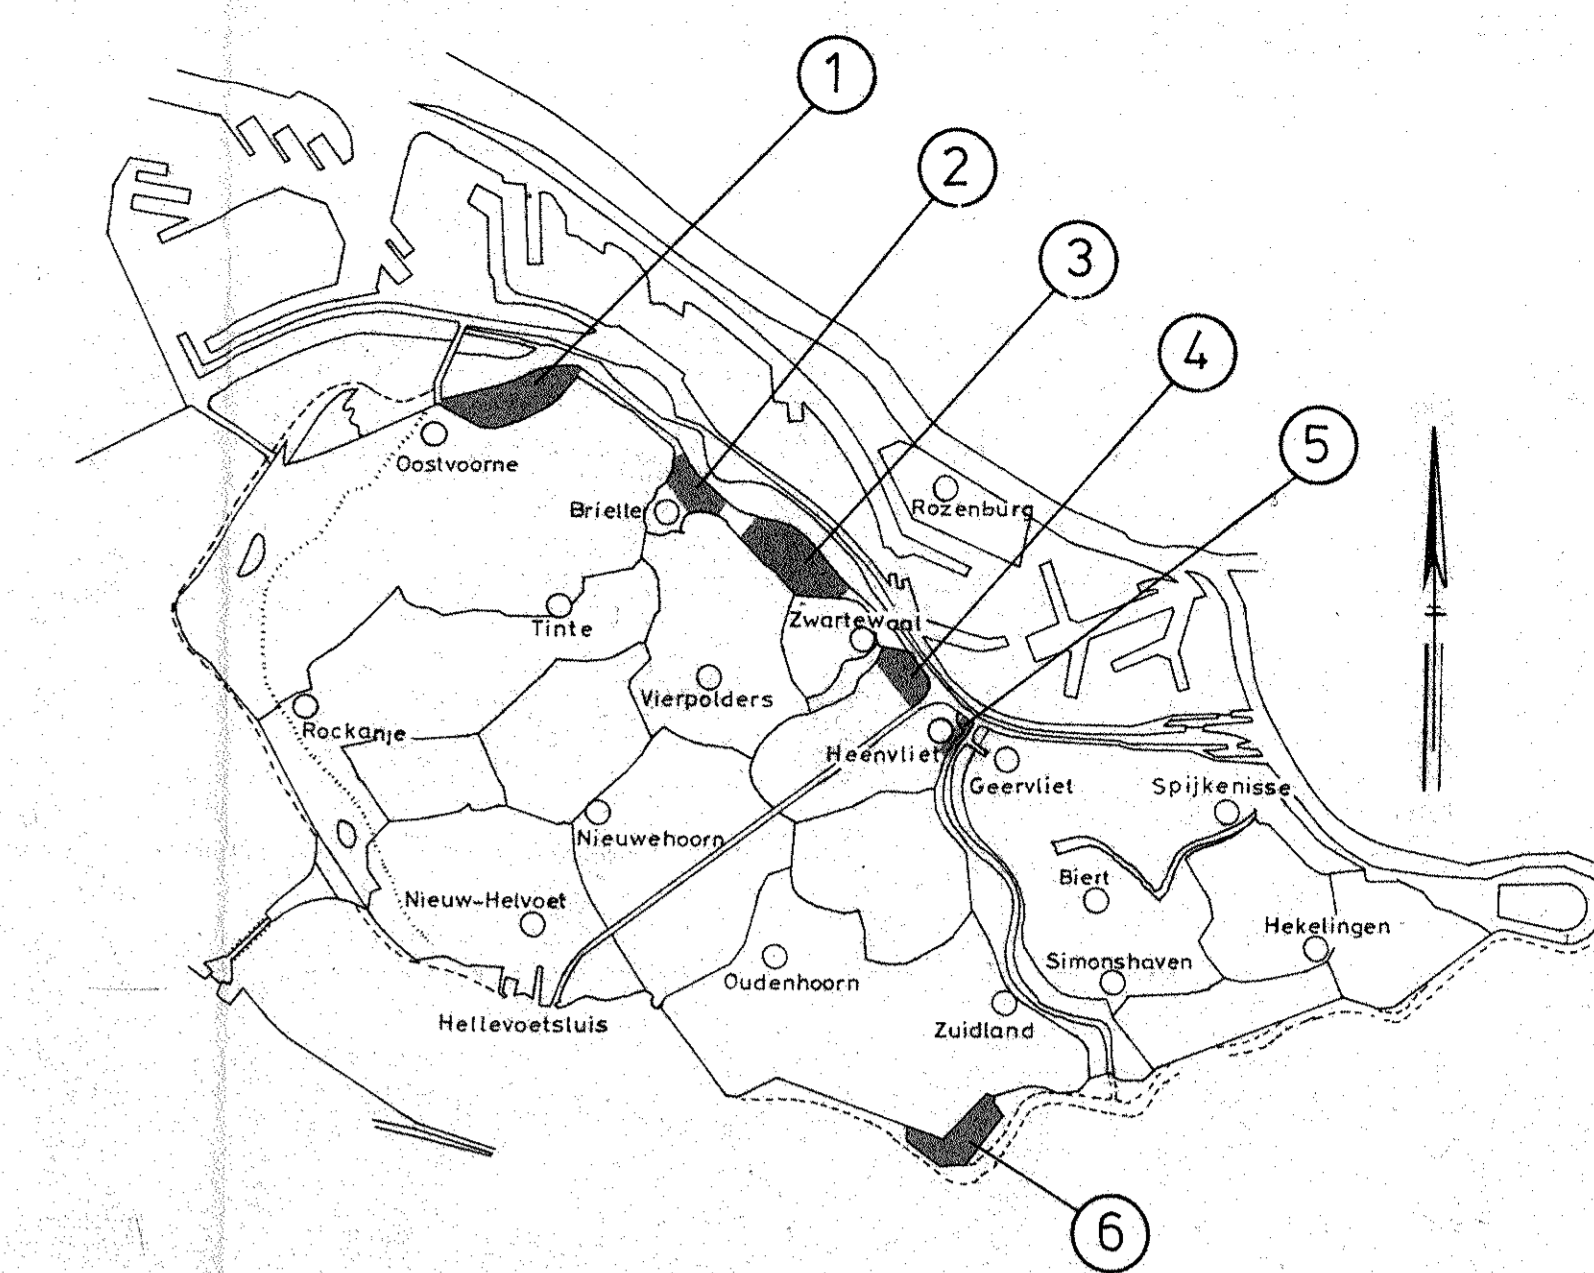 1
2
3
4
5
6
Oostvoorne
Brielle
Rozenburg
Tinte
Zwartewaal
Vierpolders
Rockanje
Heenvliet
Geervliet
Spijkenisse
Nieuwehoorn
Biert
Nieuw-Helvoet
Hekelingen
Simonshaven
Oudenhoorn
Hellevoetsluis
Zuidland